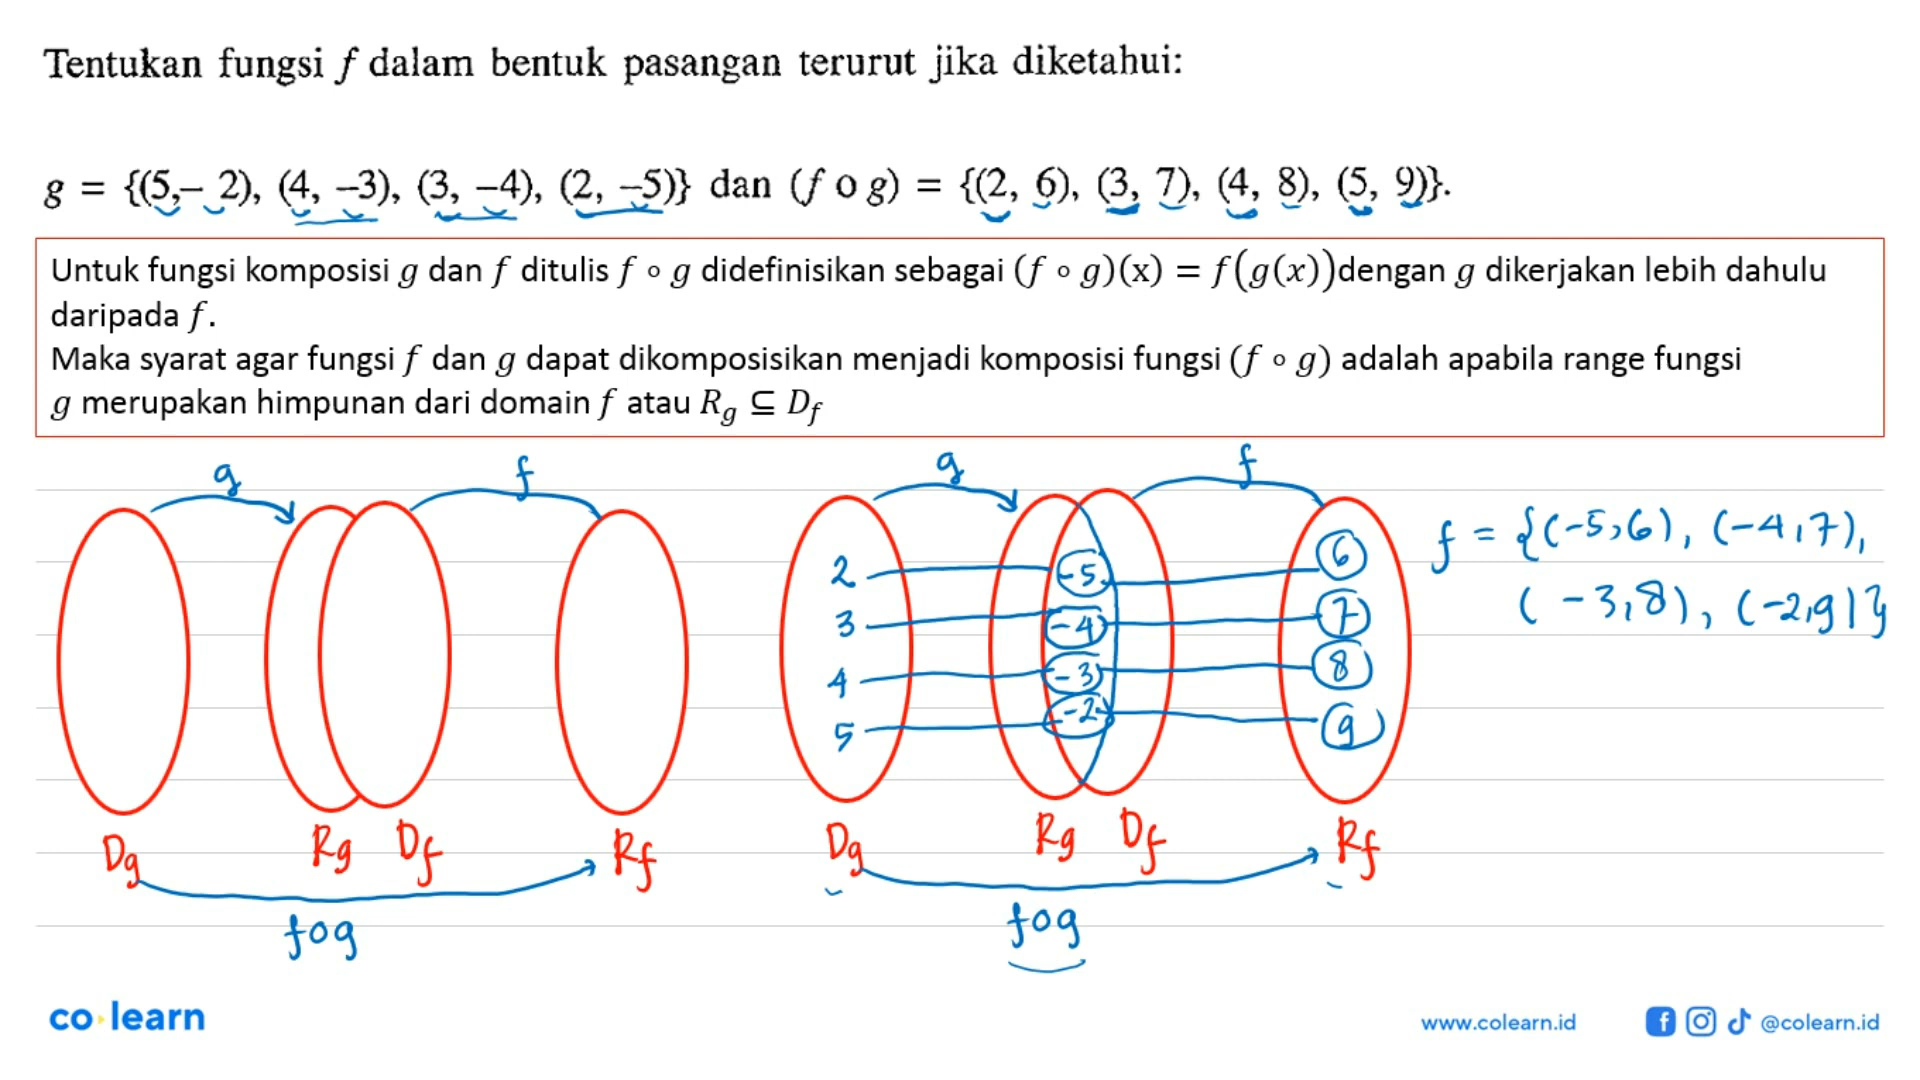 Tentukan fungsi f dalam bentuk pasangan terurut jika diketahui:
g = {(5,– 2), (4, –3), (3, –4), (2, –5)} dan (f o g) = {(2, 6), (3, 7), (4, 8), (5, 9)}.
Untuk fungsi komposisi g dan f ditulis f ∘ g didefinisikan sebagai (f ∘ g)(x) = f(g(x))dengan g dikerjakan lebih dahulu
daripada f.
Maka syarat agar fungsi f dan g dapat dikomposisikan menjadi komposisi fungsi (f ∘ g) adalah apabila range fungsi
g merupakan himpunan dari domain f atau R_g ⊆ D_f
g f g f
f = {(-5,6), (-4,7),
(-3,8), (-2,9)}
2 -5 6
3 -4 7
4 -3 8
5 -2 9
Dg Rg Df Rf Dg Rg Df Rf
fog fog
co learn
www.colearn.id @colearn.id